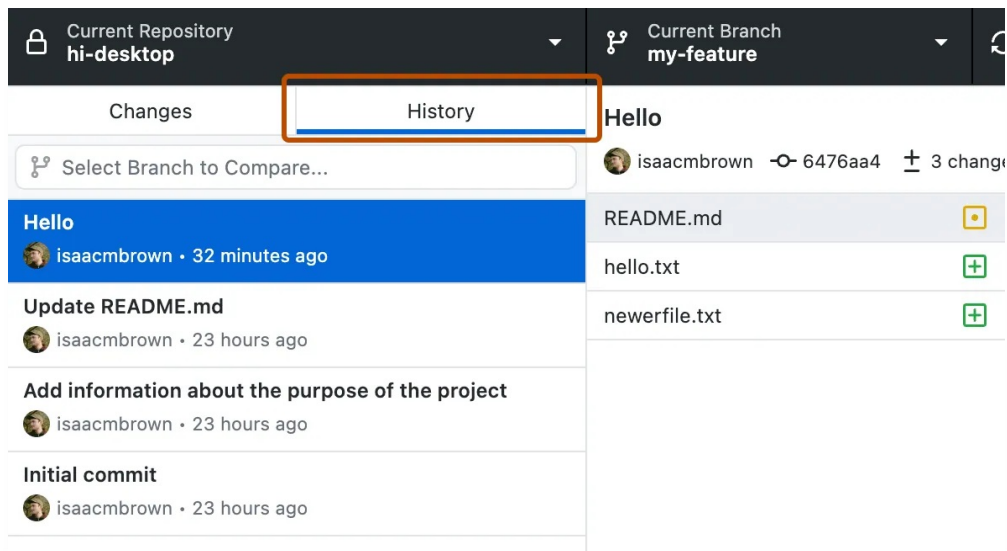 Current Repository
hi-desktop
Current Branch
my-feature
Changes
History
Select Branch to Compare...
Hello
isaacmbrown • 32 minutes ago
Update README.md
isaacmbrown • 23 hours ago
Add information about the purpose of the project
isaacmbrown • 23 hours ago
Initial commit
isaacmbrown • 23 hours ago
Hello
isaacmbrown 6476aa4 3 change
README.md
hello.txt
newerfile.txt